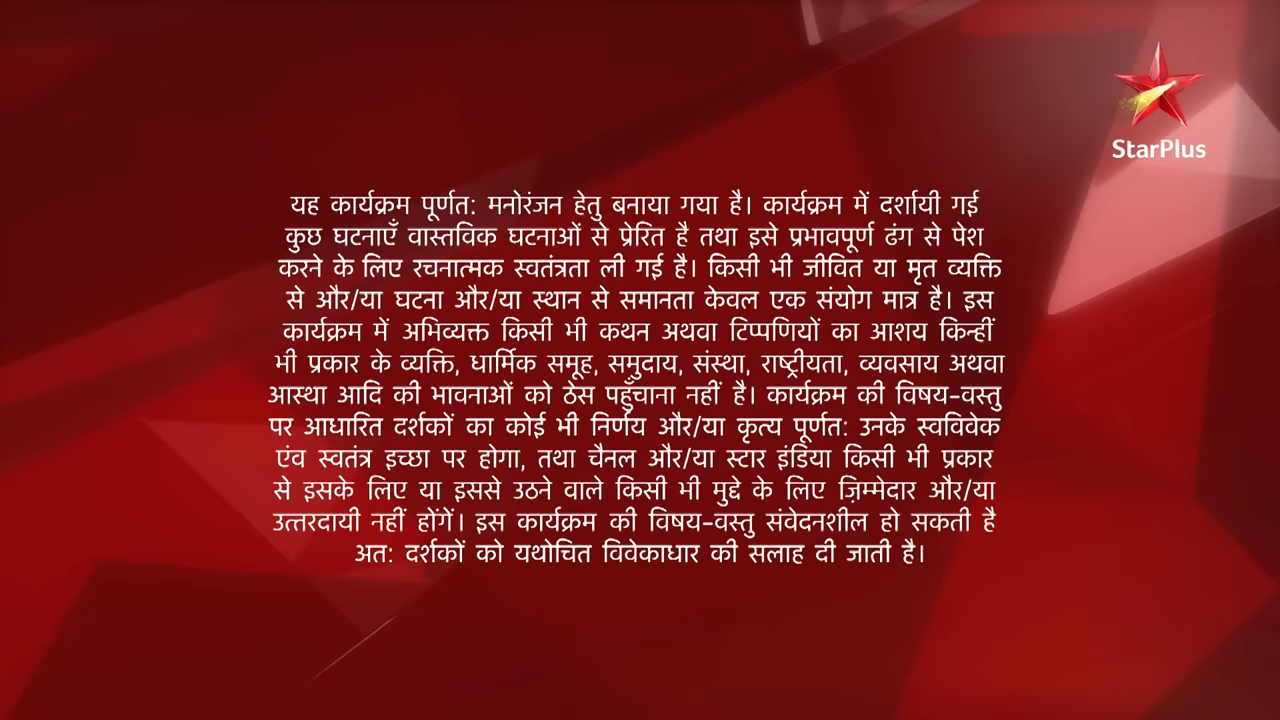 StarPlus
यह कार्यक्रम पूर्णत: मनोरंजन हेतु बनाया गया है। कार्यक्रम में दर्शायी गई
कुछ घटनाएँ वास्तविक घटनाओं से प्रेरित है तथा इसे प्रभावपूर्ण ढंग से पेश
करने के लिए रचनात्मक स्वतंत्रता ली गई है। किसी भी जीवित या मृत व्यक्ति
से और/या घटना और/या स्थान से समानता केवल एक संयोग मात्र है। इस
कार्यक्रम में अभिव्यक्त किसी भी कथन अथवा टिप्पणियों का आशय किन्हीं
भी प्रकार के व्यक्ति, धार्मिक समूह, समुदाय, संस्था, राष्ट्रीयता, व्यवसाय अथवा
आस्था आदि की भावनाओं को ठेस पहुँचाना नहीं है। कार्यक्रम की विषय-वस्तु
पर आधारित दर्शकों का कोई भी निर्णय और/या कृत्य पूर्णत: उनके स्वविवेक
एंव स्वतंत्र इच्छा पर होगा, तथा चैनल और/या स्टार इंडिया किसी भी प्रकार
से इसके लिए या इससे उठने वाले किसी भी मुद्दे के लिए ज़िम्मेदार और/या
उत्तरदायी नहीं होंगें। इस कार्यक्रम की विषय-वस्तु संवेदनशील हो सकती है
अत: दर्शकों को यथोचित विवेकाधार की सलाह दी जाती है।